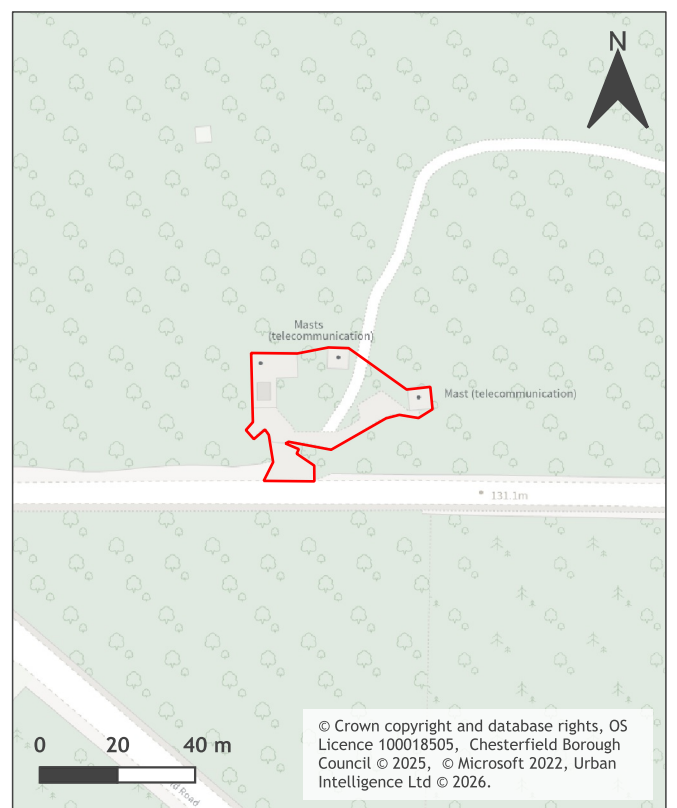 N
Masts
(telecommunication)
Mast (telecommunication)
131.1m
0 20 40 m
Road
© Crown copyright and database rights, OS
Licence 100018505, Chesterfield Borough
Council © 2025, © Microsoft 2022, Urban
Intelligence Ltd © 2026.